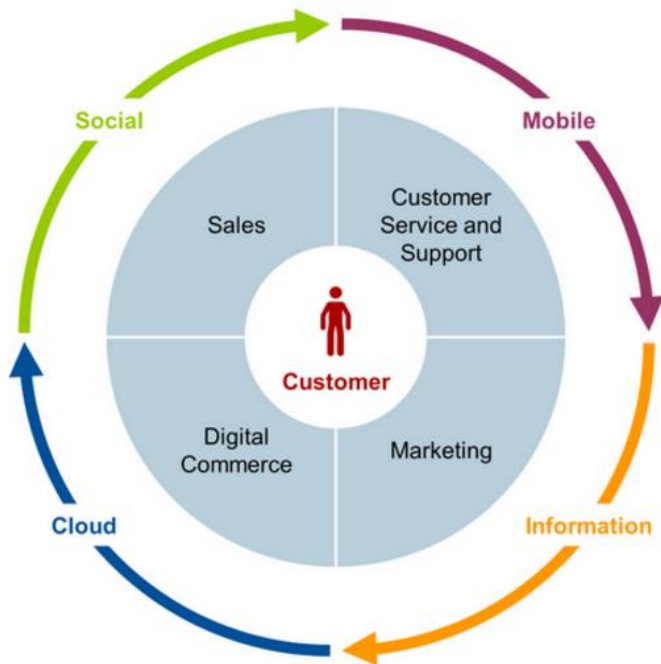 Social
Mobile
Sales
Customer
Service and
Support
Customer
Digital
Commerce
Marketing
Cloud
Information